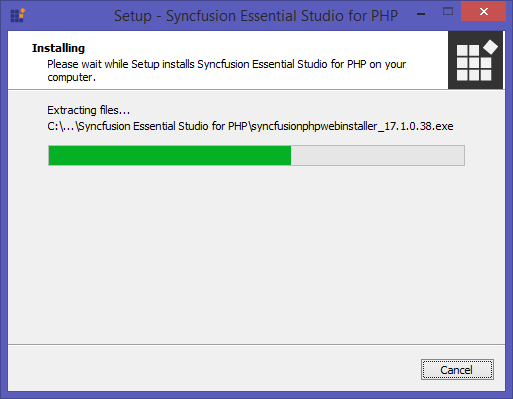 Setup - Syncfusion Essential Studio for PHP
Installing
Please wait while Setup installs Syncfusion Essential Studio for PHP on your
computer.
Extracting files...
C:\...\Syncfusion Essential Studio for PHP\syncfusionphpwebinstaller_17.1.0.38.exe
Cancel